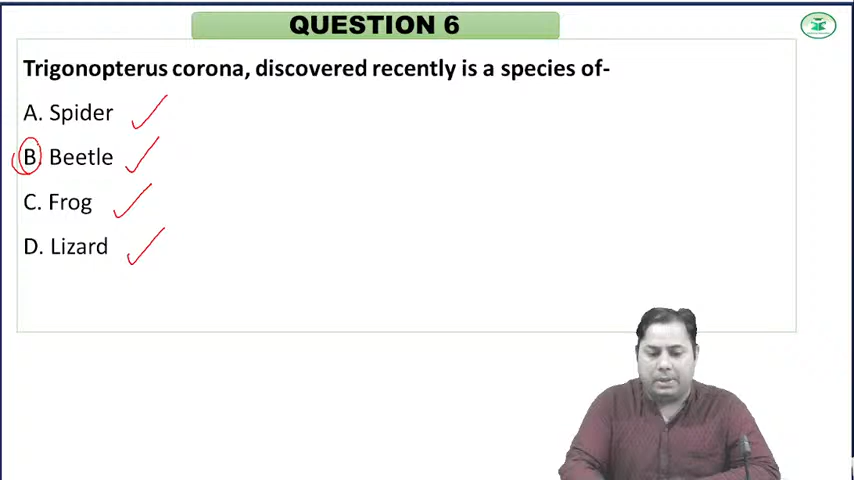 QUESTION 6
Trigonopterus corona, discovered recently is a species of-
A. Spider
B. Beetle
C. Frog
D. Lizard